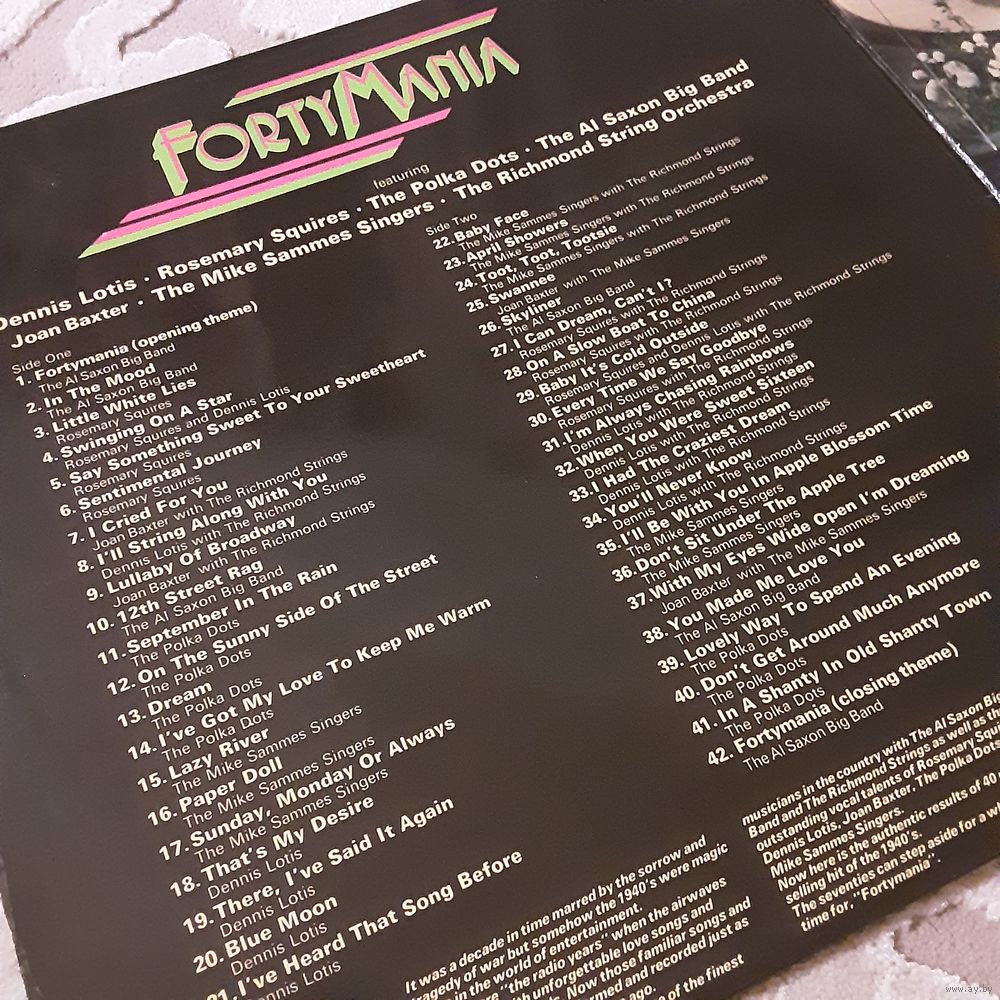 FORTYMANIA
featuring
Dennis Lotis · Rosemary Squires · The Polka Dots · The Al Saxon Big Band
Joan Baxter · The Mike Sammes Singers · The Richmond String Orchestra
Side One
1. Fortymania (opening theme)
The Al Saxon Big Band
2. In The Mood
The Al Saxon Big Band
3. Little White Lies
Rosemary Squires
4. Swinging On A Star
Rosemary Squires and Dennis Lotis
5. Say Something Sweet To Your Sweetheart
Rosemary Squires
6. Sentimental Journey
Rosemary Squires
7. I Cried For You
Joan Baxter with The Richmond Strings
8. I'll String Along With You
Dennis Lotis with The Richmond Strings
9. Lullaby Of Broadway
Joan Baxter with The Richmond Strings
10. 12th Street Rag
The Al Saxon Big Band
11. September In The Rain
The Polka Dots
12. On The Sunny Side Of The Street
The Polka Dots
13. Dream
The Polka Dots
14. I've Got My Love To Keep Me Warm
The Polka Dots
15. Lazy River
The Mike Sammes Singers
16. Paper Doll
The Mike Sammes Singers
17. Sunday, Monday Or Always
The Mike Sammes Singers
18. That's My Desire
Dennis Lotis
19. There, I've Said It Again
Dennis Lotis
20. Blue Moon
Dennis Lotis
21. I've Heard That Song Before
Dennis Lotis
Side Two
22. Baby Face
The Mike Sammes Singers with The Richmond Strings
23. April Showers
The Mike Sammes Singers with The Richmond Strings
24. Toot, Toot, Tootsie
The Mike Sammes Singers with The Richmond Strings
25. Swannee
Joan Baxter with The Mike Sammes Singers
26. Skyliner
The Al Saxon Big Band
27. I Can Dream, Can't I?
Rosemary Squires with The Richmond Strings
28. On A Slow Boat To China
Rosemary Squires with The Richmond Strings
29. Baby It's Cold Outside
Rosemary Squires and Dennis Lotis with The Richmond Strings
30. Every Time We Say Goodbye
Rosemary Squires with The Richmond Strings
31. I'm Always Chasing Rainbows
Dennis Lotis with The Richmond Strings
32. When You Were Sweet Sixteen
Dennis Lotis with The Richmond Strings
33. I Had The Craziest Dream
Dennis Lotis with The Richmond Strings
34. You'll Never Know
Dennis Lotis with The Richmond Strings
35. I'll Be With You In Apple Blossom Time
The Mike Sammes Singers
36. Don't Sit Under The Apple Tree
The Mike Sammes Singers
37. With My Eyes Wide Open I'm Dreaming
Joan Baxter with The Mike Sammes Singers
38. You Made Me Love You
The Al Saxon Big Band
39. Lovely Way To Spend An Evening
The Polka Dots
40. Don't Get Around Much Anymore
The Polka Dots
41. In A Shanty In Old Shanty Town
The Polka Dots
42. Fortymania (closing theme)
The Al Saxon Big Band
It was a decade in time marred by the sorrow and
tragedy of war but somehow the 1940's were magic
in the world of entertainment.
"the radio years" when the airwaves
unforgettable love songs and
Now those familiar songs and
and recorded just as
ago.
of the finest
musicians in the country with The Al Saxon Big
Band and The Richmond Strings as well as the
outstanding vocal talents of Rosemary
Dennis Lotis, Joan Baxter, The Polka Dots
Mike Sammes Singers.
Now here is the authentic results of 40
selling hit of the 1940's.
The seventies can step aside for a
time for, "Fortymania".
www.ay.by